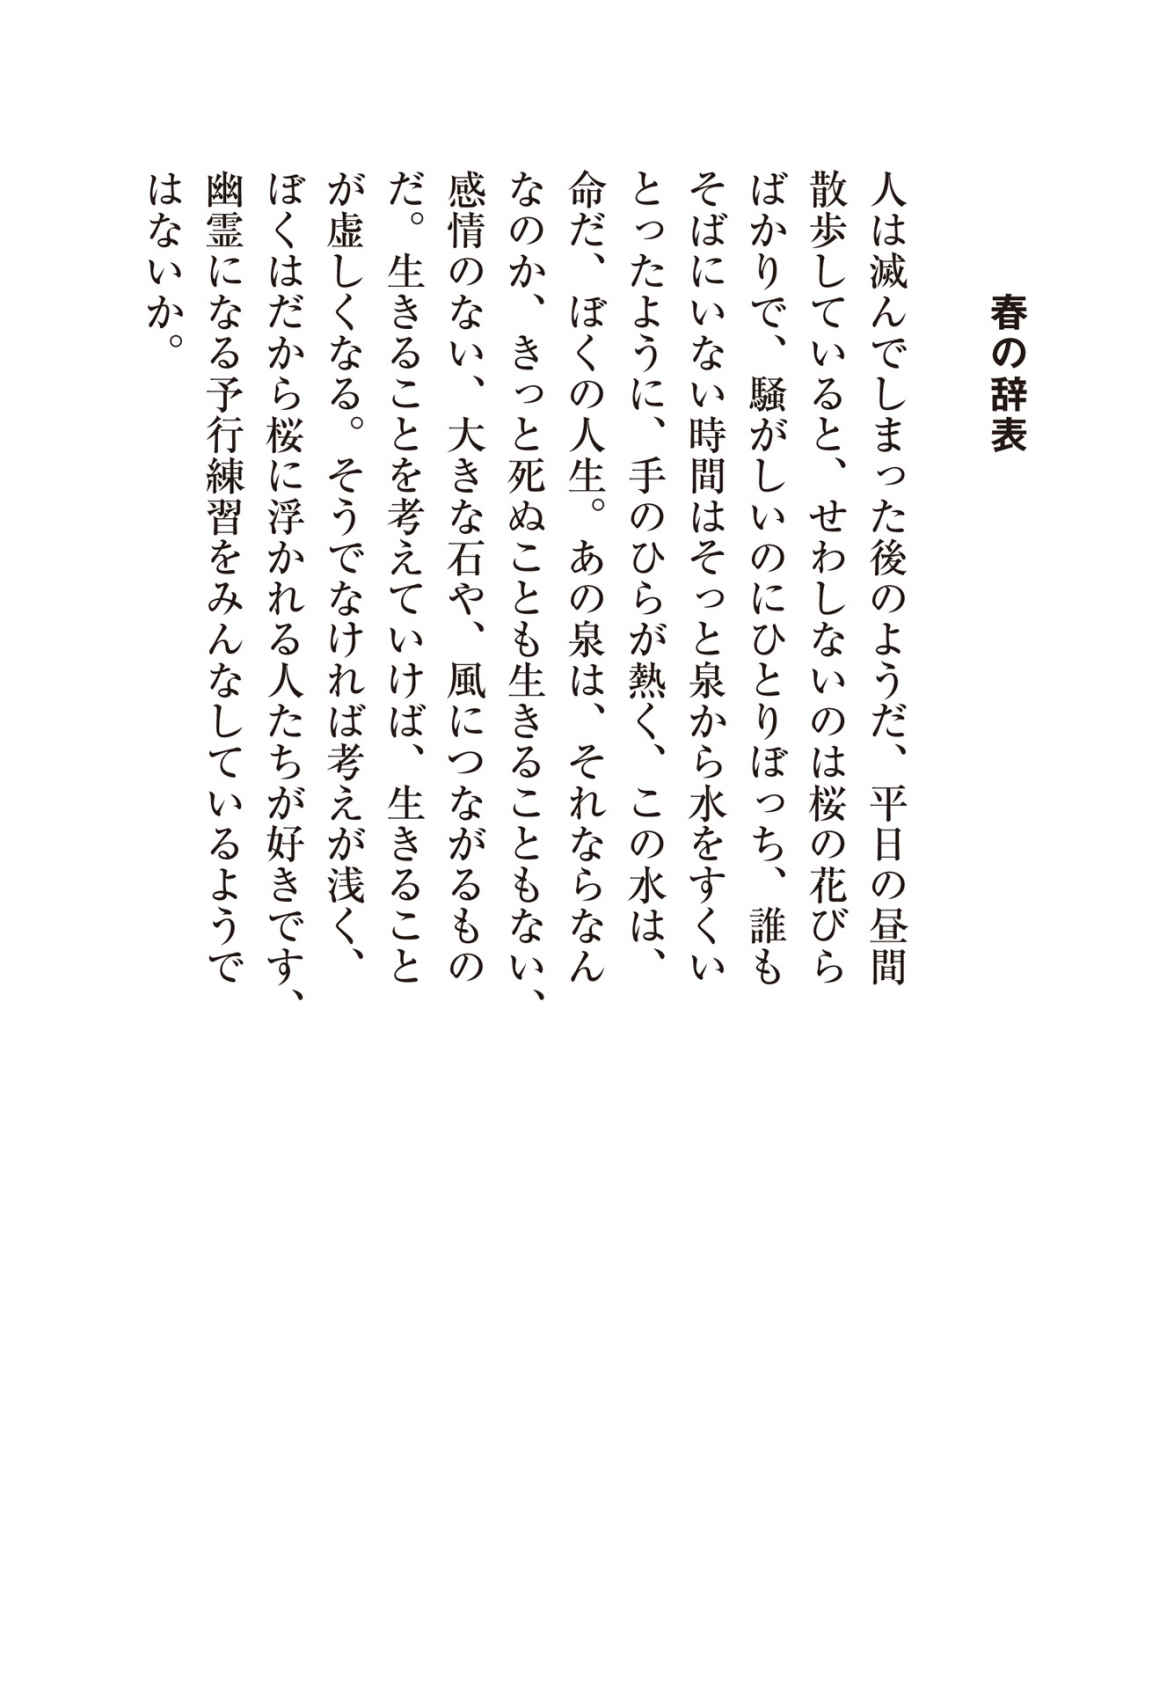 春の辞表
人は滅んでしまった後のようだ、平日の昼間
散歩していると、せわしないのは桜の花びら
ばかりで、騒がしいのにひとりぼっち、誰も
そばにいない時間はそっと泉から水をすくい
とったように、手のひらが熱く、この水は、
命だ、ぼくの人生。あの泉は、それならなん
なのか、きっと死ぬことも生きることもない、
感情のない、大きな石や、風につながるもの
だ。生きることを考えていけば、生きること
が虚しくなる。そうでなければ考えが浅く、
ぼくはだから桜に浮かれる人たちが好きです、
幽霊になる予行練習をみんなしているようで
はないか。